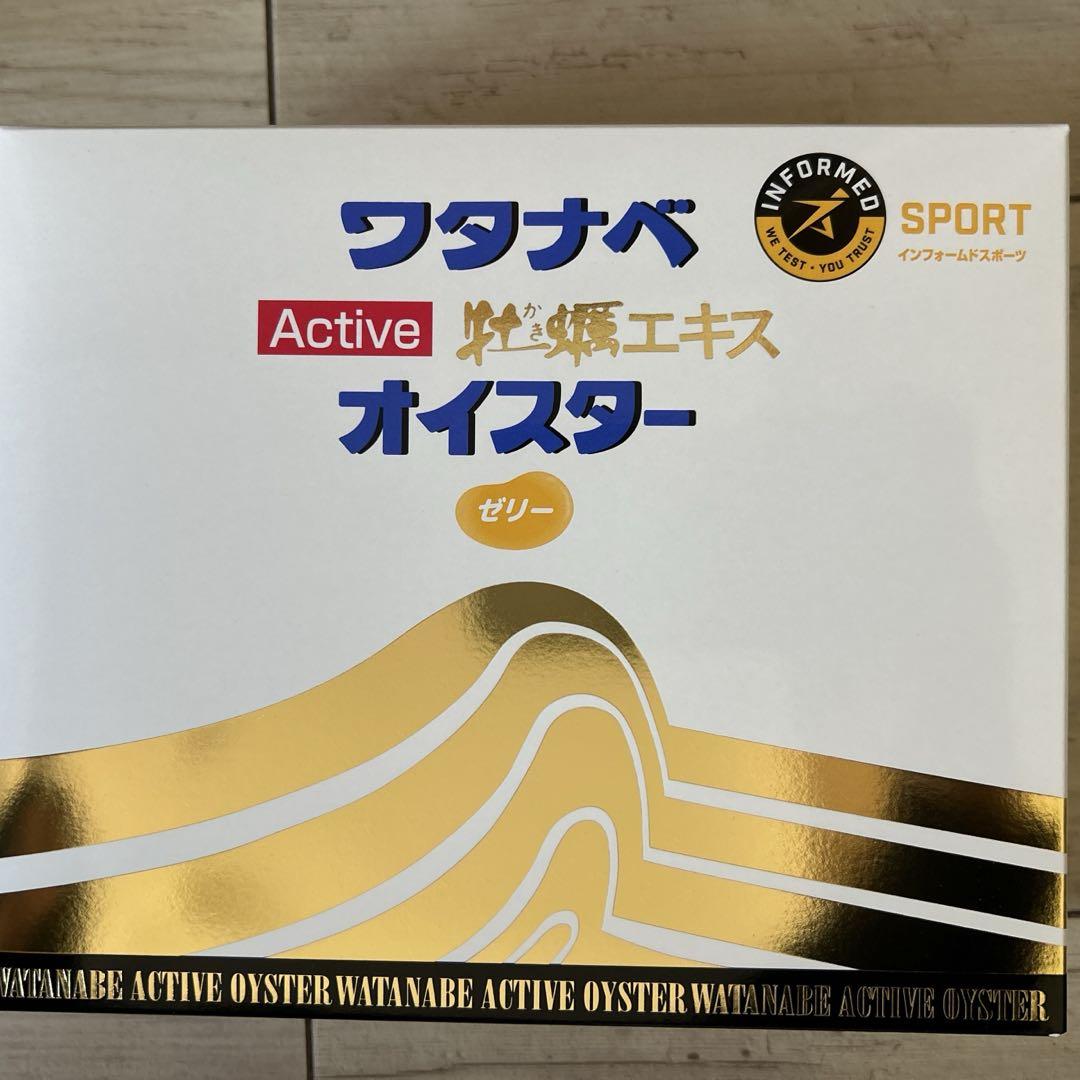 ワタナベ
INFORMED
WE TEST・YOU TRUST
SPORT
インフォームドスポーツ
Active 牡蠣エキス
かき
オイスター
ゼリー
WATANABE ACTIVE OYSTER WATANABE ACTIVE OYSTER WATANABE ACTIVE OYSTER